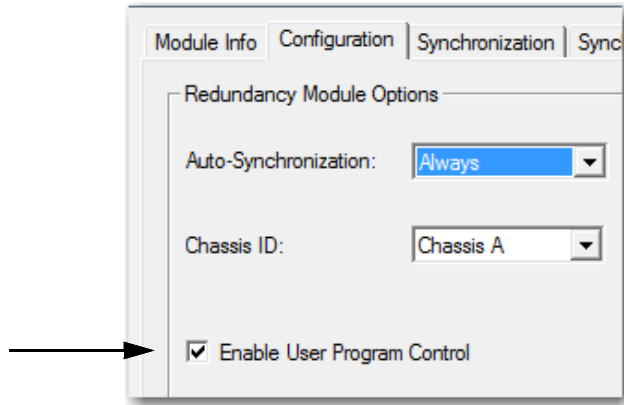 Module Info Configuration Synchronization
Redundancy Module Options
Auto-Synchronization: Always
Chassis ID: Chassis A
Enable User Program Control